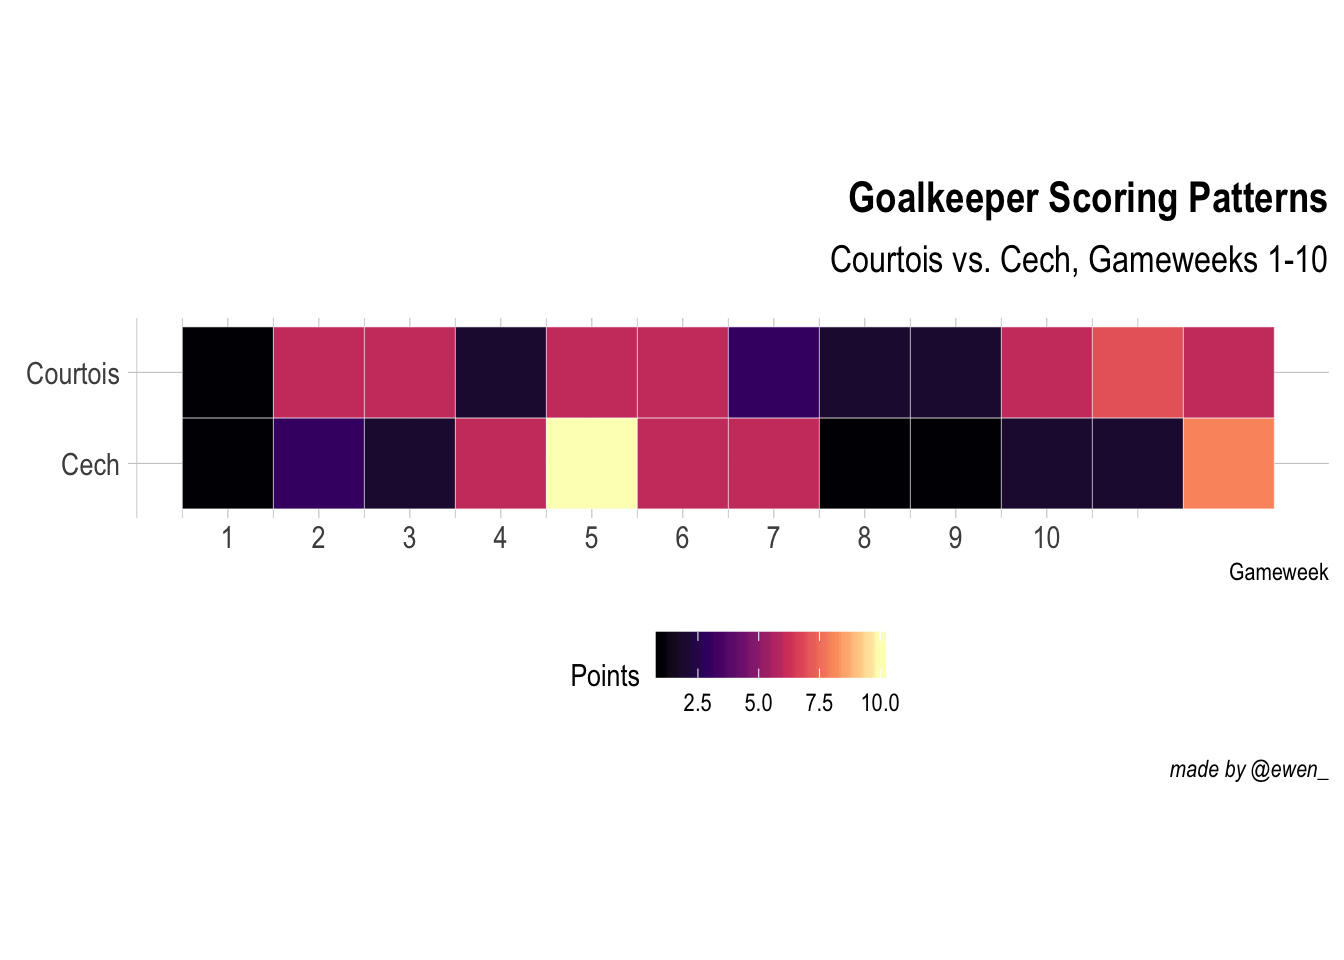 Goalkeeper Scoring Patterns
Courtois vs. Cech, Gameweeks 1-10
Courtois
Cech
1 2 3 4 5 6 7 8 9 10
Gameweek
Points
2.5 5.0 7.5 10.0
made by @ewen_